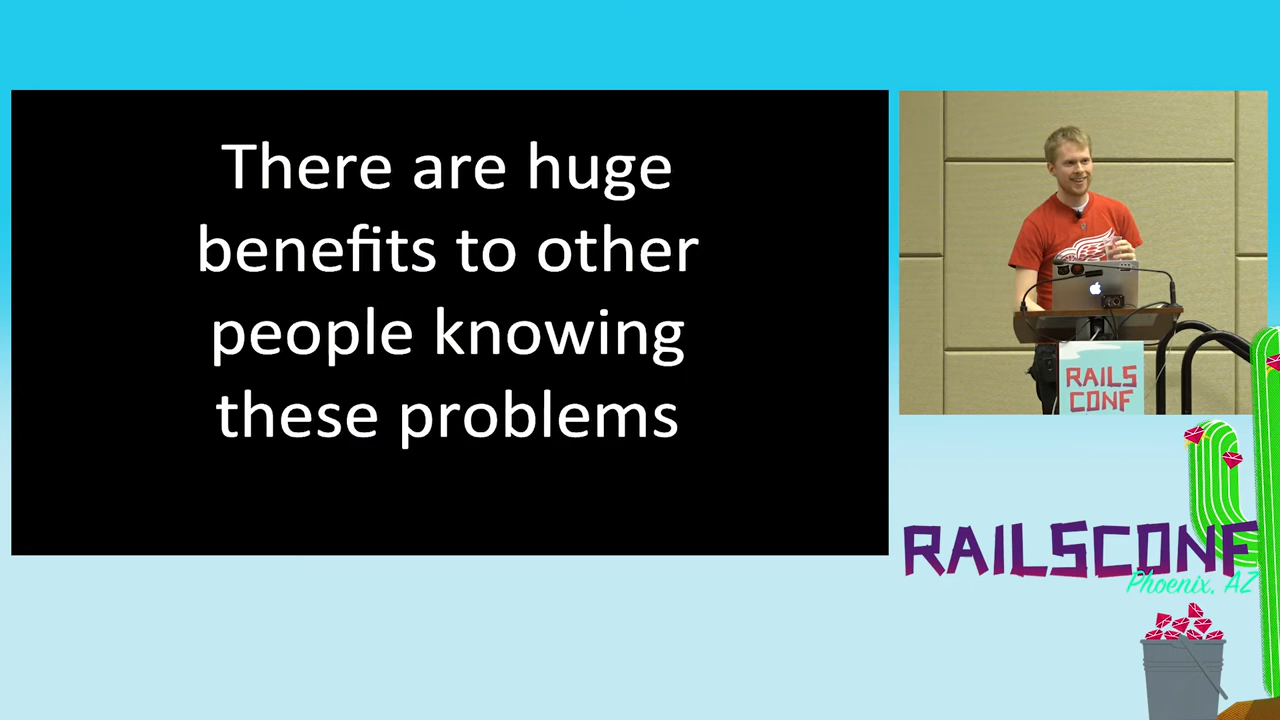 There are huge
benefits to other
people knowing
these problems
RAILS
CONF
RAILSCONF
Phoenix, AZ